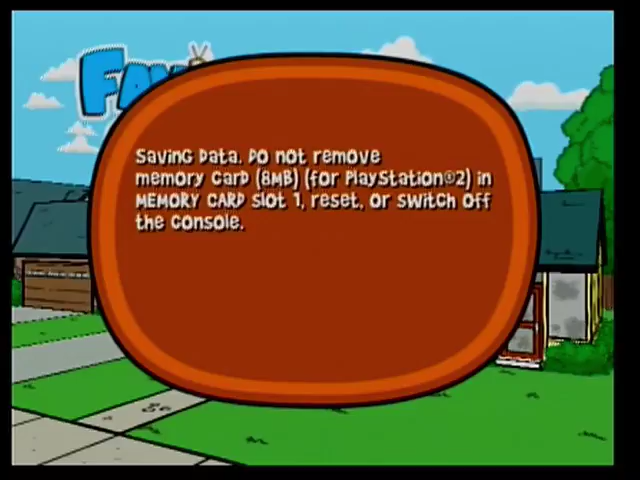 Fam
Saving data. Do not remove
memory card (8MB) (for PlayStation®2) in
MEMORY CARD slot 1, reset, or switch off
the console.